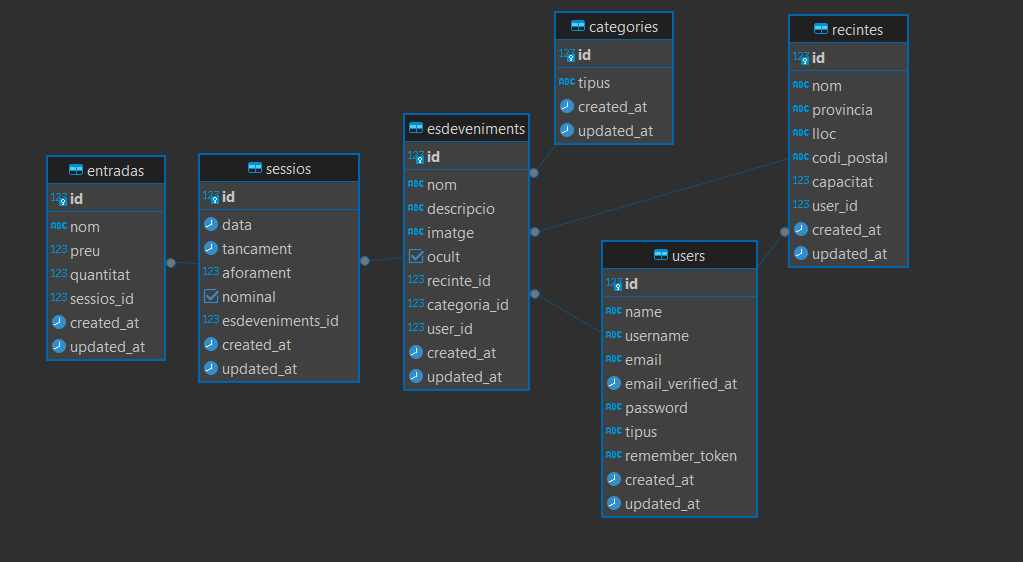 entradas
123 id
ABC nom
123 preu
123 quantitat
123 sessios_id
created_at
updated_at
sessios
123 id
data
tancament
123 aforament
nominal
123 esdeveniments_id
created_at
updated_at
esdeveniments
123 id
ABC nom
ABC descripcio
ABC imatge
ocult
123 recinte_id
123 categoria_id
123 user_id
created_at
updated_at
categories
123 id
ABC tipus
created_at
updated_at
users
123 id
ABC name
ABC username
ABC email
email_verified_at
ABC password
ABC tipus
ABC remember_token
created_at
updated_at
recintes
123 id
ABC nom
ABC provincia
ABC lloc
ABC codi_postal
123 capacitat
123 user_id
created_at
updated_at